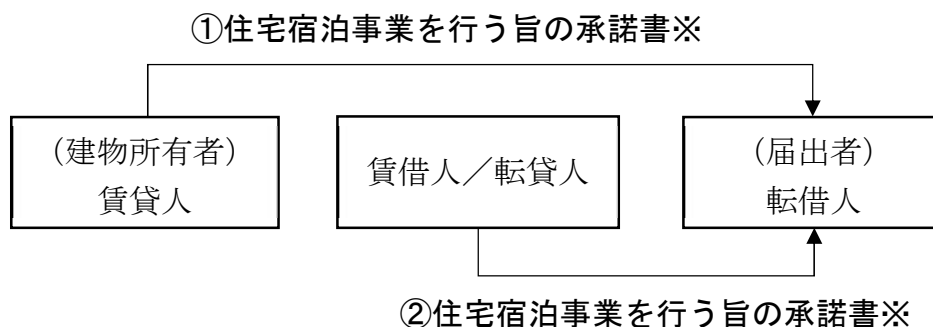 ①住宅宿泊事業を行う旨の承諾書※
（建物所有者）
賃貸人
賃借人／転貸人
（届出者）
転借人
②住宅宿泊事業を行う旨の承諾書※